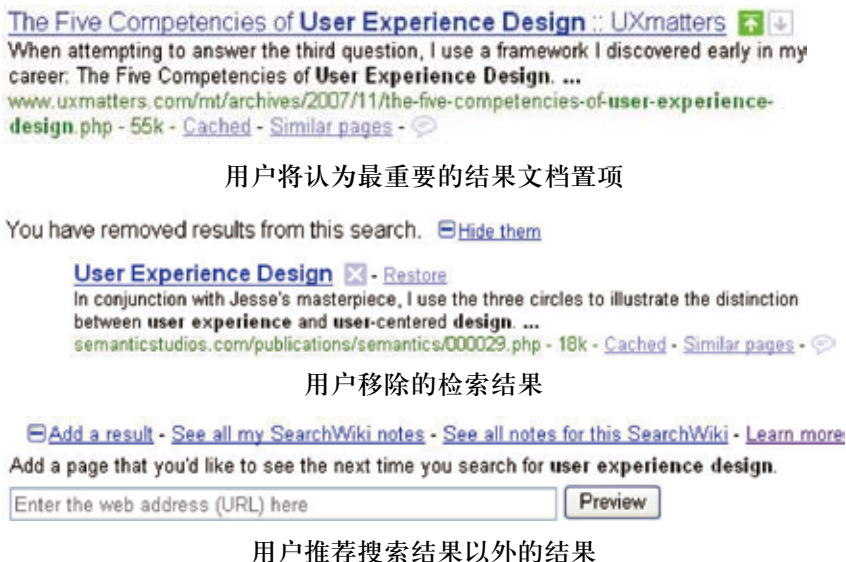 The Five Competencies of User Experience Design :: UXmatters
When attempting to answer the third question, I use a framework I discovered early in my
career: The Five Competencies of User Experience Design. ...
www.uxmatters.com/mt/archives/2007/11/the-five-competencies-of-user-experience-
design.php - 55k - Cached - Similar pages -
用户将认为最重要的结果文档置项
You have removed results from this search. Hide them
User Experience Design - Restore
In conjunction with Jesse's masterpiece, I use the three circles to illustrate the distinction
between user experience and user-centered design. ...
semanticstudios.com/publications/semantics/000029.php - 18k - Cached - Similar pages -
用户移除的检索结果
Add a result - See all my SearchWiki notes - See all notes for this SearchWiki - Learn more
Add a page that you'd like to see the next time you search for user experience design.
Enter the web address (URL) here Preview
用户推荐搜索结果以外的结果